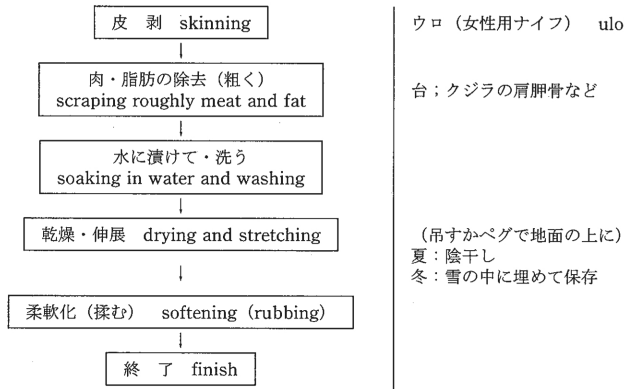 皮 剥 skinning
ウロ（女性用ナイフ） ulo
肉・脂肪の除去（粗く）
scraping roughly meat and fat
台；クジラの肩胛骨など
水に漬けて・洗う
soaking in water and washing
乾燥・伸展 drying and stretching
（吊すかペグで地面の上に）
夏：陰干し
冬：雪の中に埋めて保存
柔軟化（揉む） softening（rubbing）
終 了 finish